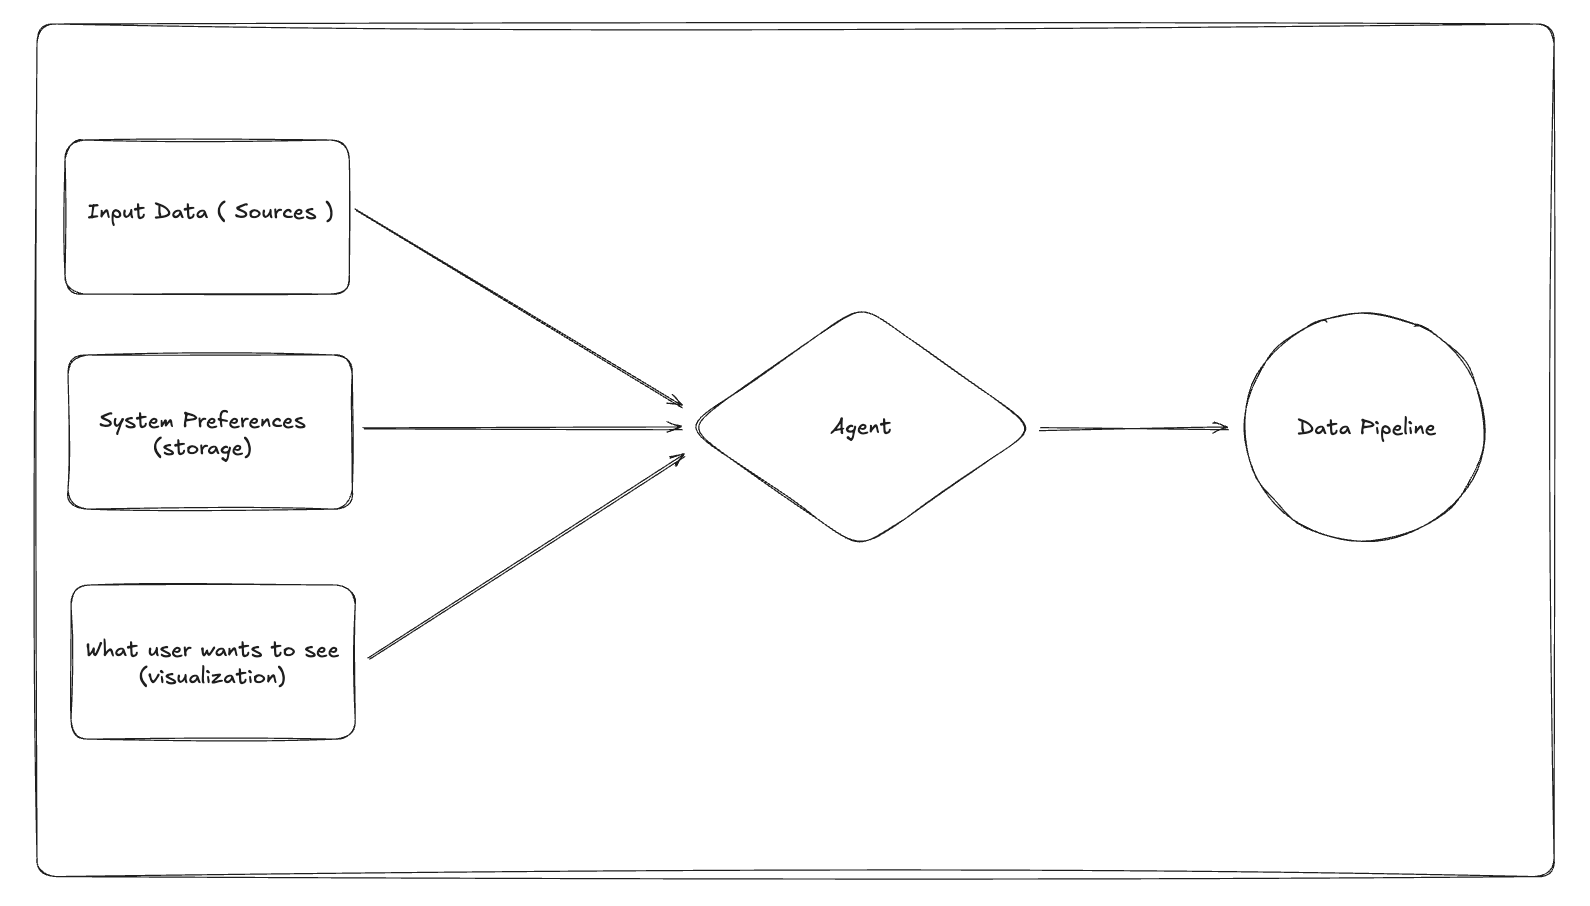 Input Data ( Sources )
System Preferences
(storage)
What user wants to see
(visualization)
Agent
Data Pipeline